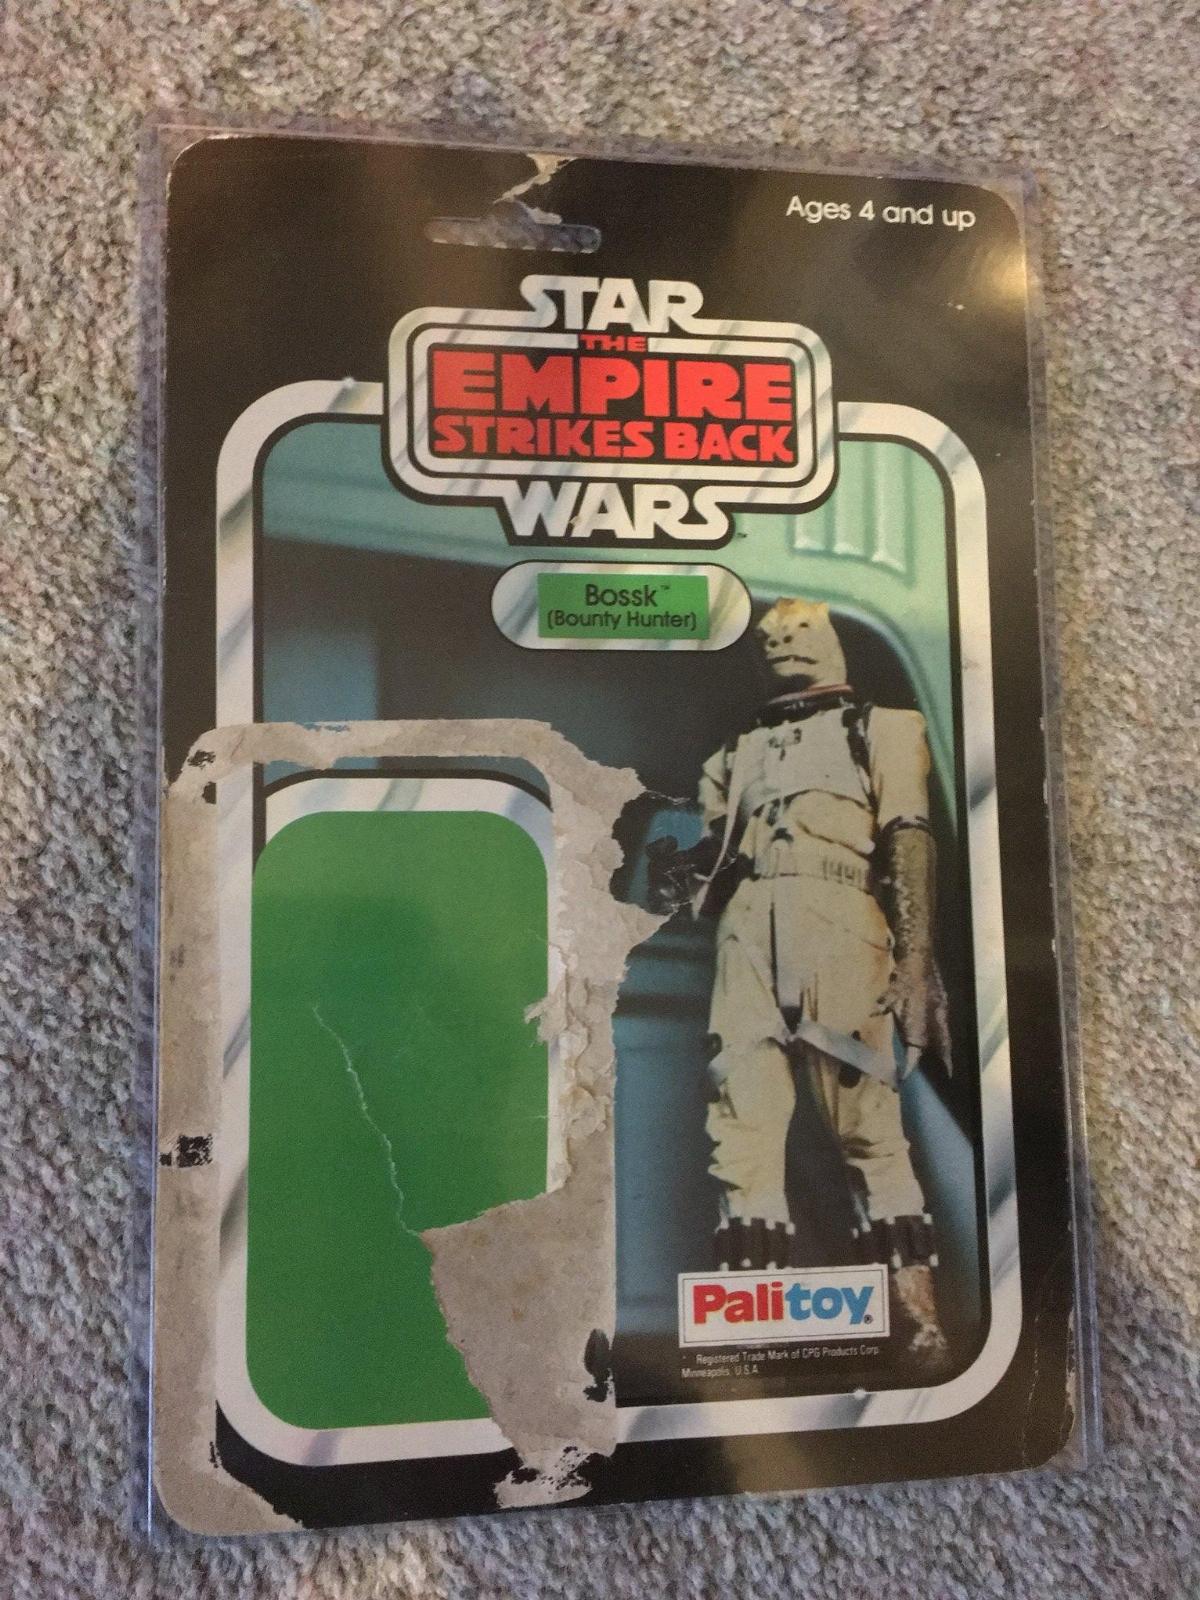 Ages 4 and up
STAR
THE
EMPIRE
STRIKES BACK
WARS™
Bossk™
(Bounty Hunter)
Palitoy®
Registered Trade Mark of CPG Products Corp.
Minneapolis, U.S.A.